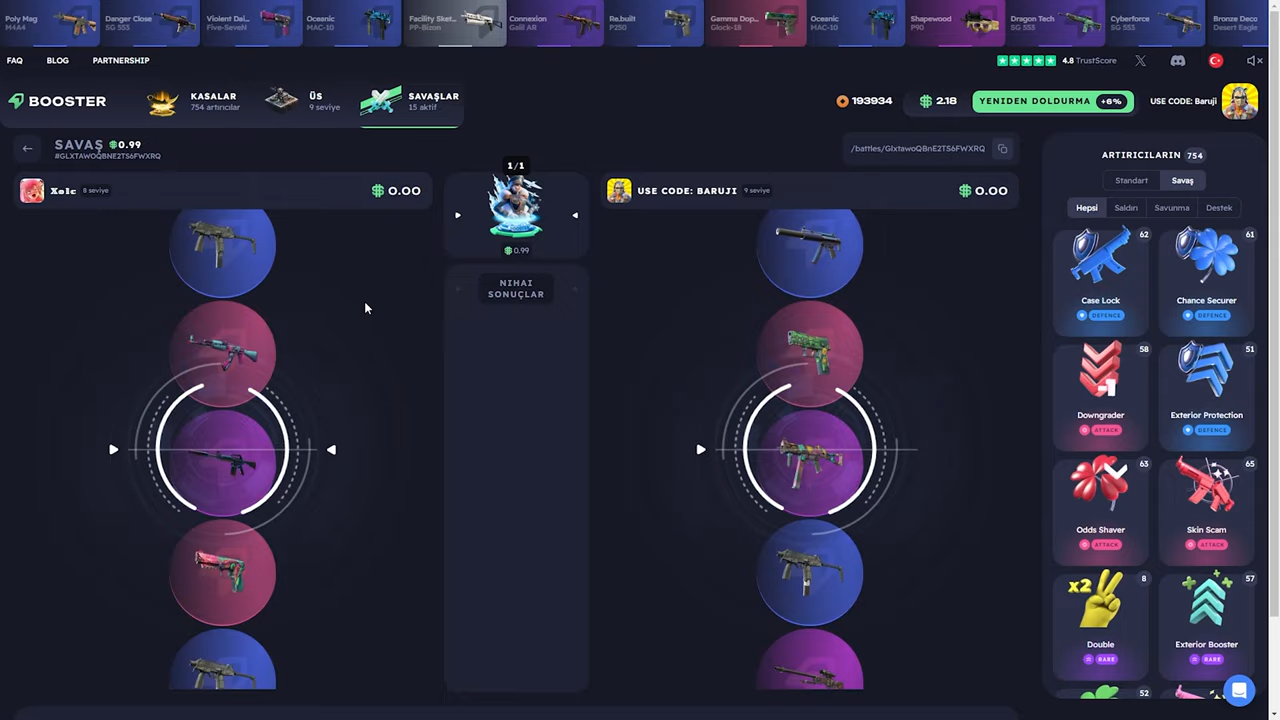 Poly Mag
M4A4
Danger Close
SG 553
Violent Dai...
Five-SeveN
Oceanic
MAC-10
Facility Sket...
PP-Bizon
Connexion
Galil AR
Re.built
P250
Gamma Dop...
Glock-18
Oceanic
MAC-10
Shapewood
P90
Dragon Tech
SG 553
Cyberforce
SG 553
Bronze Deco
Desert Eagle
FAQ
BLOG
PARTNERSHIP
4.8 TrustScore
BOOSTER
KASALAR
754 artırıcılar
ÜS
9 seviye
SAVAŞLAR
15 aktif
193934
2.18
YENİDEN DOLDURMA +6%
USE CODE: Baruji
SAVAŞ 0.99
#GLXTAWOQBNE2TS6FWXRQ
/battles/GlxtawoQBnE2TS6FWXRQ
Xolc 8 seviye 0.00
1/1
0.99
USE CODE: BARUJI 9 seviye 0.00
NIHAI
SONUÇLAR
ARTIRICILARIN 754
Standart
Savaş
Hepsi
Saldırı
Savunma
Destek
62
Case Lock
DEFENCE
61
Chance Securer
DEFENCE
58
Downgrader
ATTACK
51
Exterior Protection
DEFENCE
63
Odds Shaver
ATTACK
65
Skin Scam
ATTACK
x2
8
Double
RARE
57
Exterior Booster
RARE
52